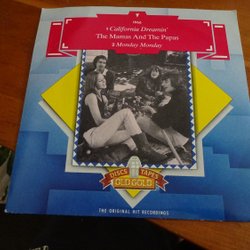 1966
California Dreamin'
The Mamas And The Papas
Monday Monday
DISCS TAPES
OLD GOLD
THE ORIGINAL HIT RECORDINGS